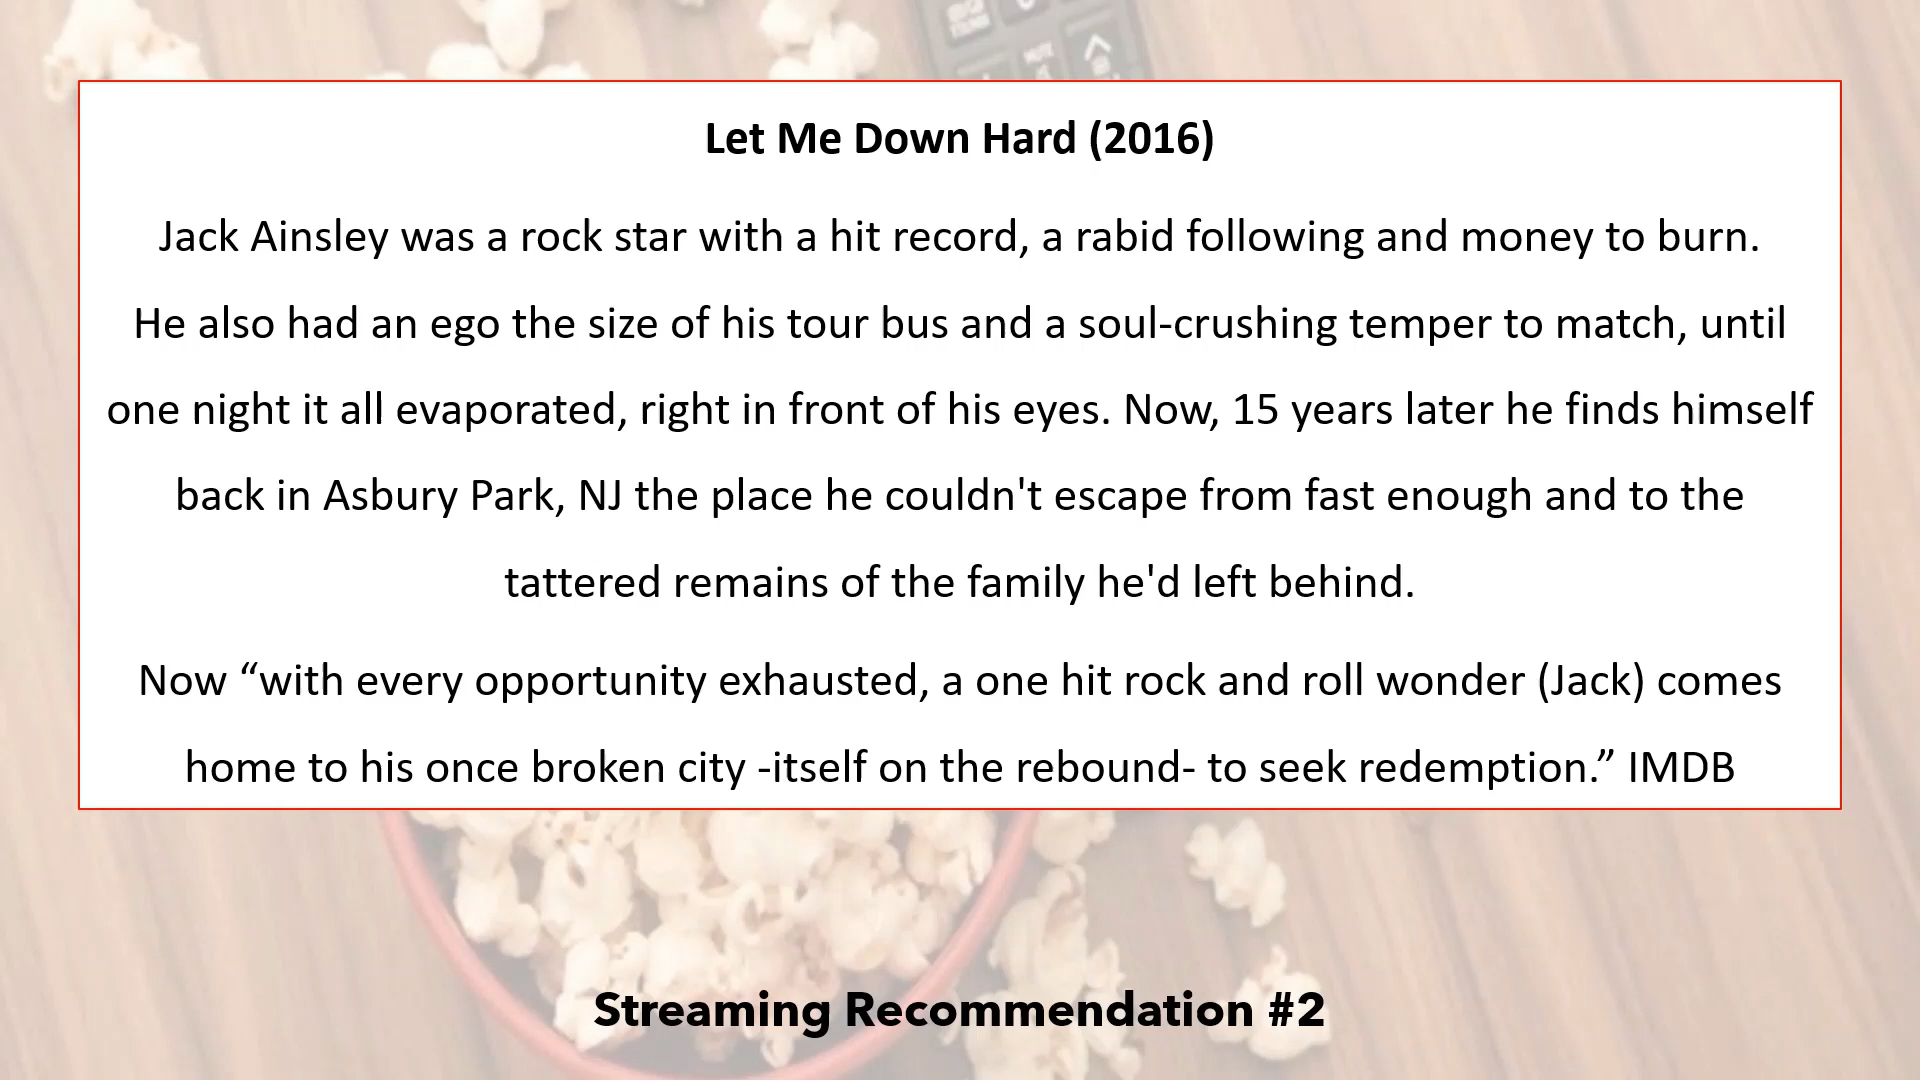 Let Me Down Hard (2016)
Jack Ainsley was a rock star with a hit record, a rabid following and money to burn.
He also had an ego the size of his tour bus and a soul-crushing temper to match, until
one night it all evaporated, right in front of his eyes. Now, 15 years later he finds himself
back in Asbury Park, NJ the place he couldn't escape from fast enough and to the
tattered remains of the family he'd left behind.
Now “with every opportunity exhausted, a one hit rock and roll wonder (Jack) comes
home to his once broken city -itself on the rebound- to seek redemption.” IMDB
Streaming Recommendation #2